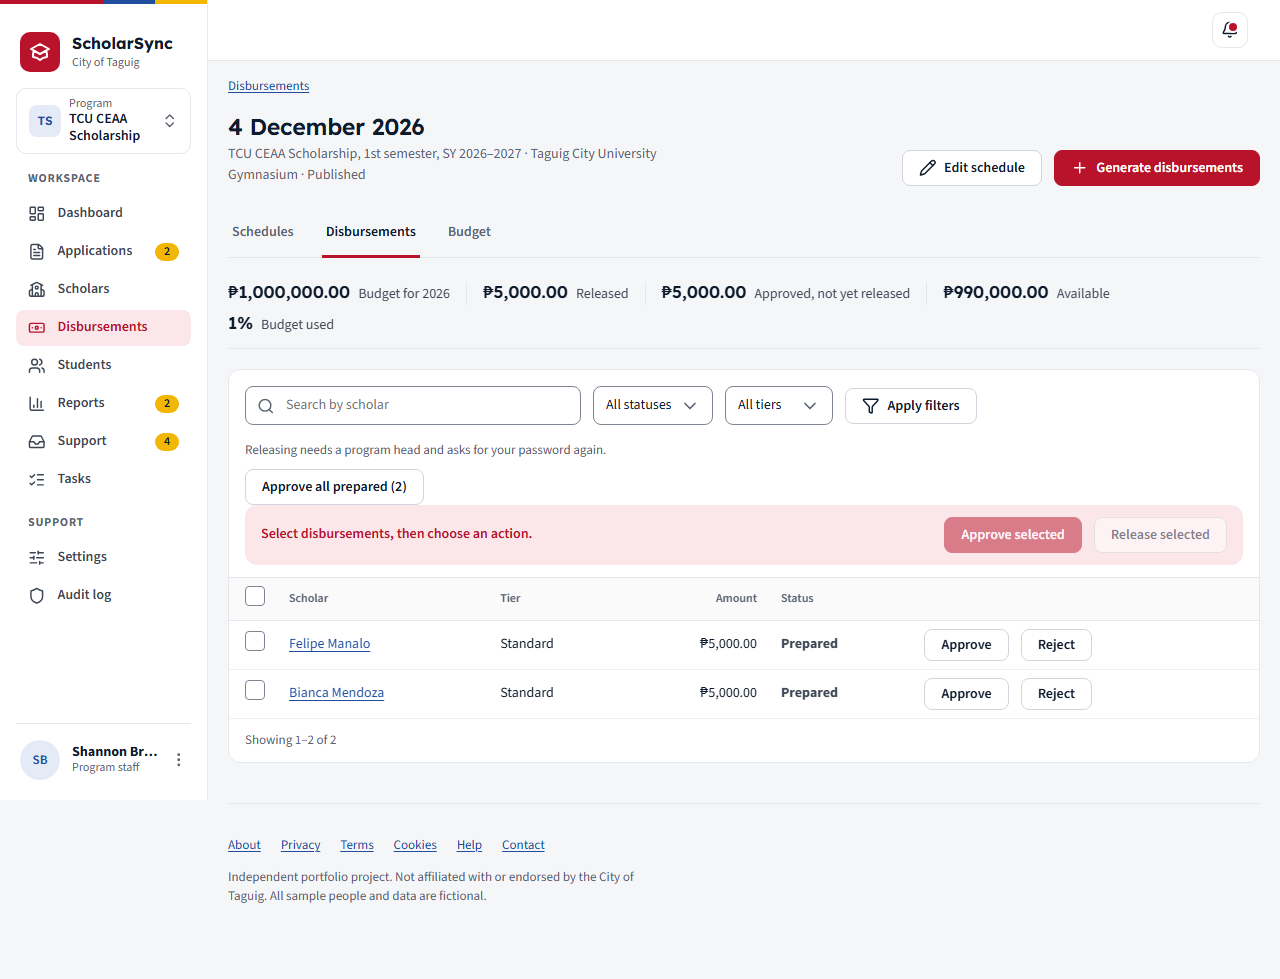 ScholarSync
City of Taguig
TS
Program
TCU CEAA
Scholarship
WORKSPACE
Dashboard
Applications 2
Scholars
Disbursements
Students
Reports 2
Support 4
Tasks
SUPPORT
Settings
Audit log
SB
Shannon Br...
Program staff
Disbursements
4 December 2026
TCU CEAA Scholarship, 1st semester, SY 2026–2027 · Taguig City University
Gymnasium · Published
Edit schedule
Generate disbursements
Schedules Disbursements Budget
₱1,000,000.00 Budget for 2026 ₱5,000.00 Released ₱5,000.00 Approved, not yet released ₱990,000.00 Available
1% Budget used
Search by scholar All statuses All tiers Apply filters
Releasing needs a program head and asks for your password again.
Approve all prepared (2)
Select disbursements, then choose an action. Approve selected Release selected
Scholar Tier Amount Status
Felipe Manalo Standard ₱5,000.00 Prepared Approve Reject
Bianca Mendoza Standard ₱5,000.00 Prepared Approve Reject
Showing 1–2 of 2
About Privacy Terms Cookies Help Contact
Independent portfolio project. Not affiliated with or endorsed by the City of
Taguig. All sample people and data are fictional.